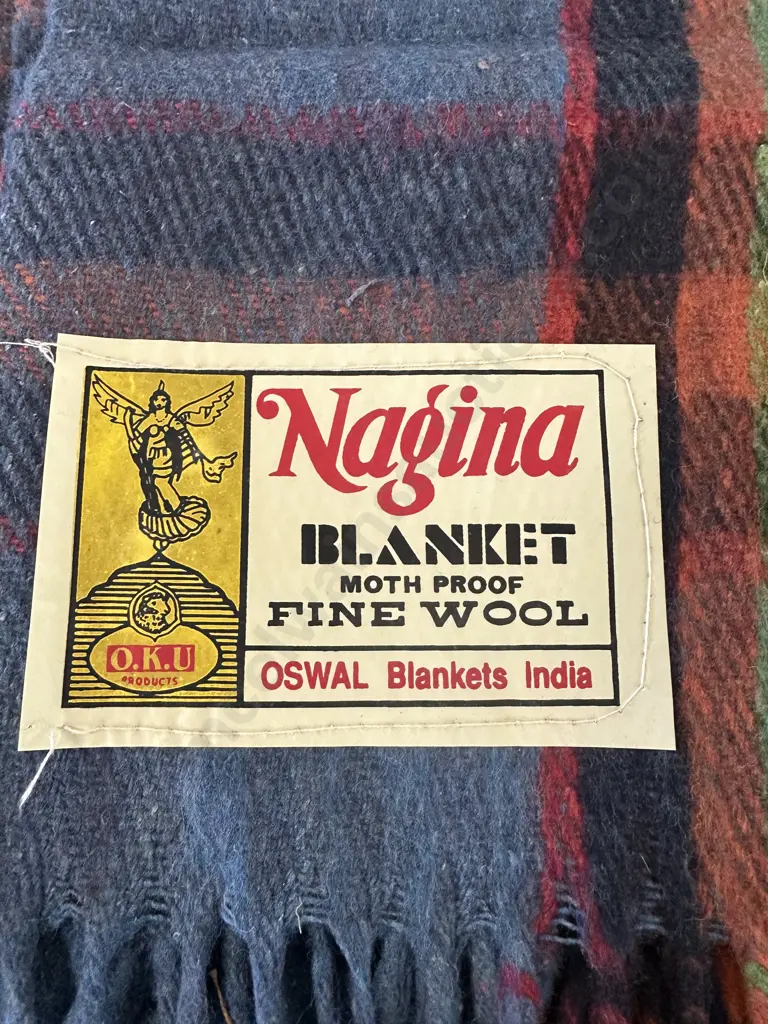 Nagina
BLANKET
MOTH PROOF
FINE WOOL
O.K.U
PRODUCTS
OSWAL Blankets India